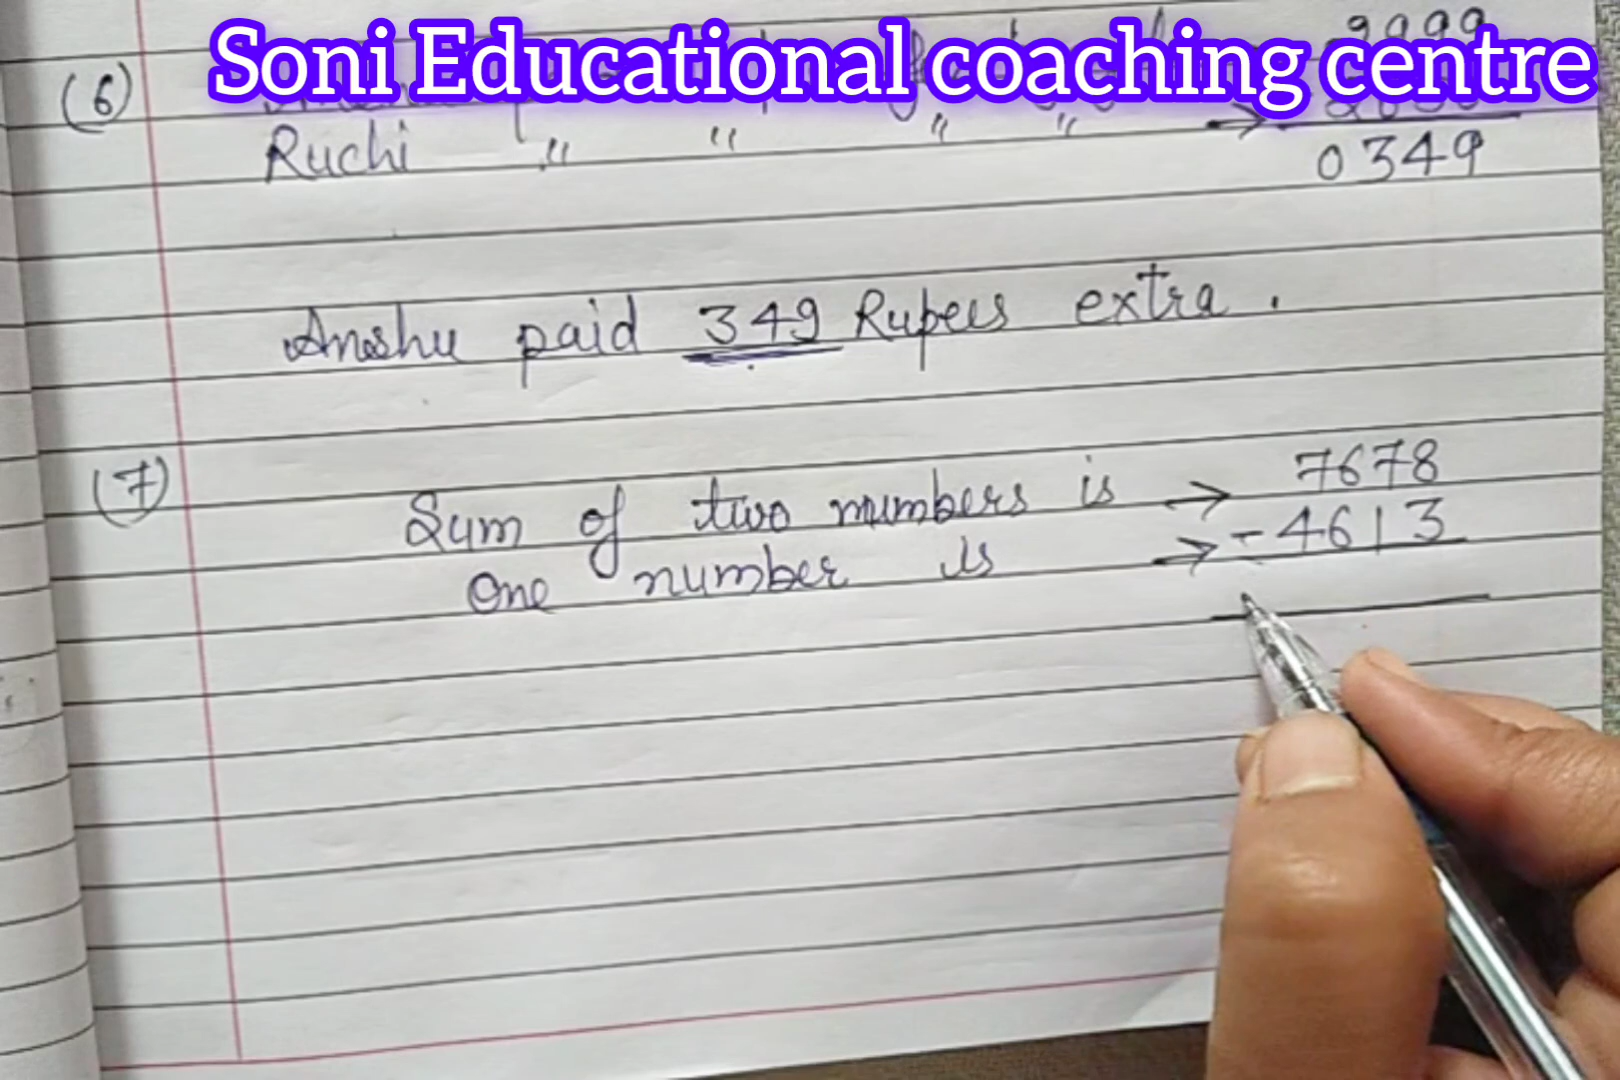 Soni Educational coaching centre
(6)
Ruchi " " " " →
0349
Anshu paid 349 Rupees extra .
(7) Sum of two numbers is → 7678
One number is → - 4613